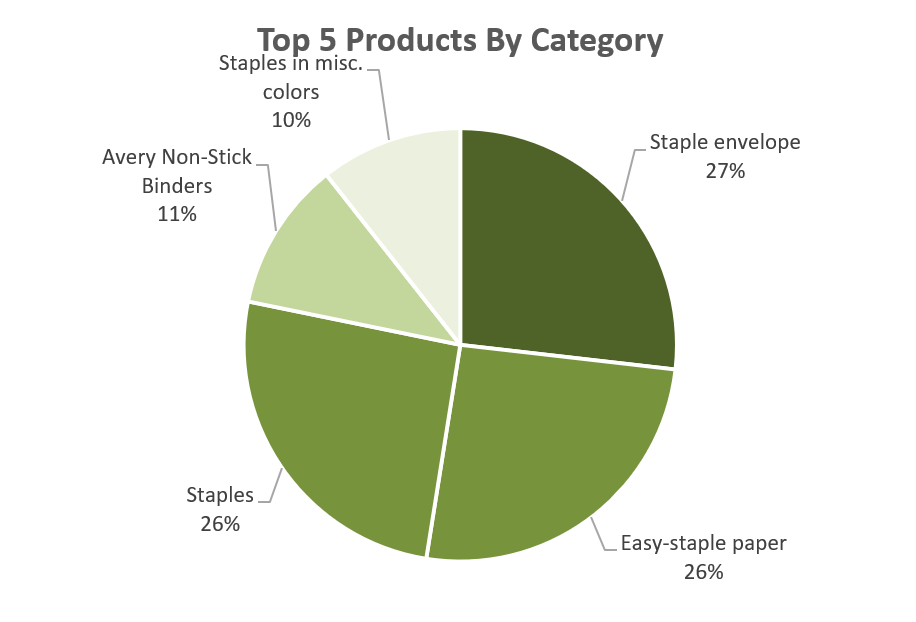 Top 5 Products By Category
Staples in misc.
colors
10%
Staple envelope
27%
Avery Non-Stick
Binders
11%
Staples
26%
Easy-staple paper
26%